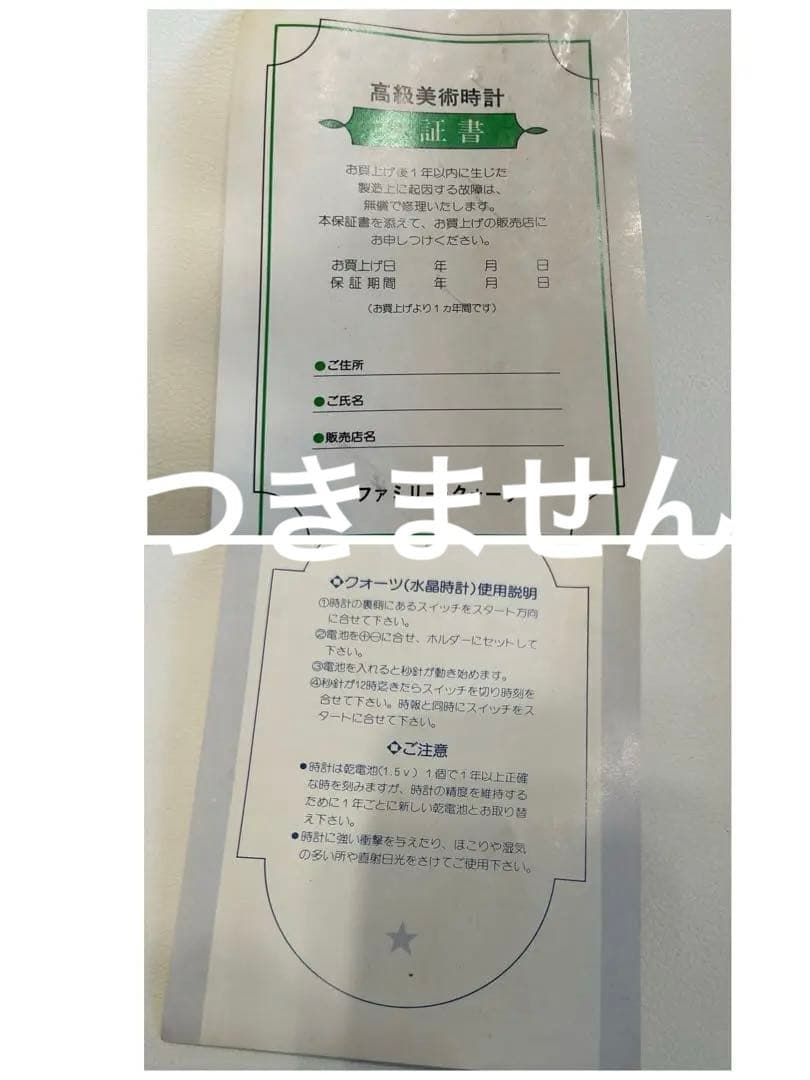 高級美術時計
証書
お買上げ後1年以内に生じた
製造上に起因する故障は、
無償で修理いたします。
本保証書を添えて、お買上げの販売店に
お申しつけください。
お買上げ日 年 月 日
保証期間 年 月 日
(お買上げより1ヵ年間です)
●ご住所
●ご氏名
●販売店名
ファミリー
つきません
クォーツ(水晶時計)使用説明
①時計の裏側にあるスイッチをスタート方向
に合せて下さい。
②電池を⊕⊖に合せ、ホルダーにセットして
下さい。
③電池を入れると秒針が動き始めます。
④秒針が12時迄きたらスイッチを切り時刻を
合せて下さい。時報と同時にスイッチをス
タートに合せて下さい。
ご注意
●時計は乾電池(1.5v)1個で1年以上正確
な時を刻みますが、時計の精度を維持する
ために1年ごとに新しい乾電池とお取り替
え下さい。
●時計に強い衝撃を与えたり、ほこりや湿気
の多い所や直射日光をさけてご使用下さい。